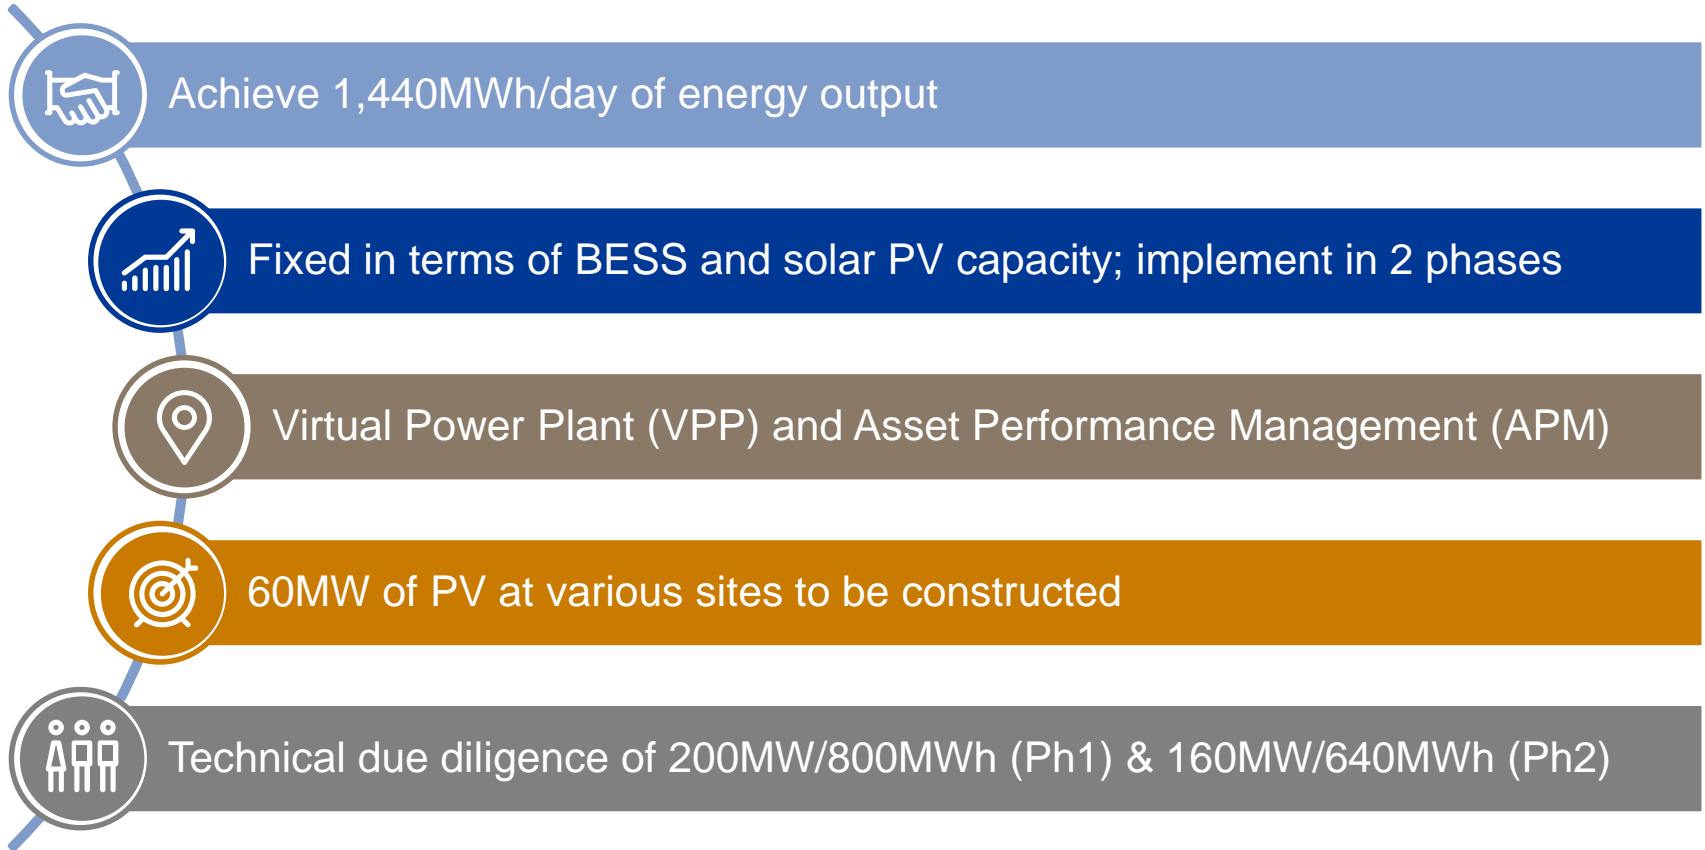 Achieve 1,440MWh/day of energy output
Fixed in terms of BESS and solar PV capacity; implement in 2 phases
Virtual Power Plant (VPP) and Asset Performance Management (APM)
60MW of PV at various sites to be constructed
Technical due diligence of 200MW/800MWh (Ph1) & 160MW/640MWh (Ph2)